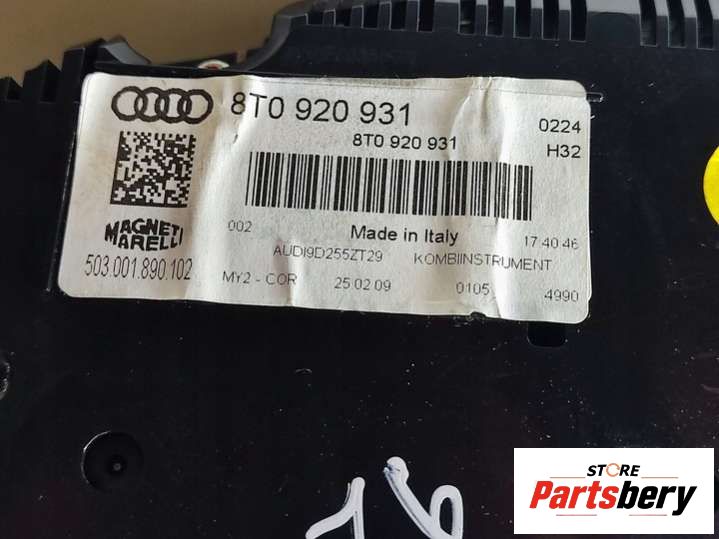 8T0 920 931
8T0 920 931
0224
H32
002
Made in Italy
17 40 46
MAGNETI
MARELLI
AUDI9D255ZT29
KOMBIINSTRUMENT
503.001.890.102
MY2 - COR
25.02.09
0105
4990
16
STORE
Partsbery